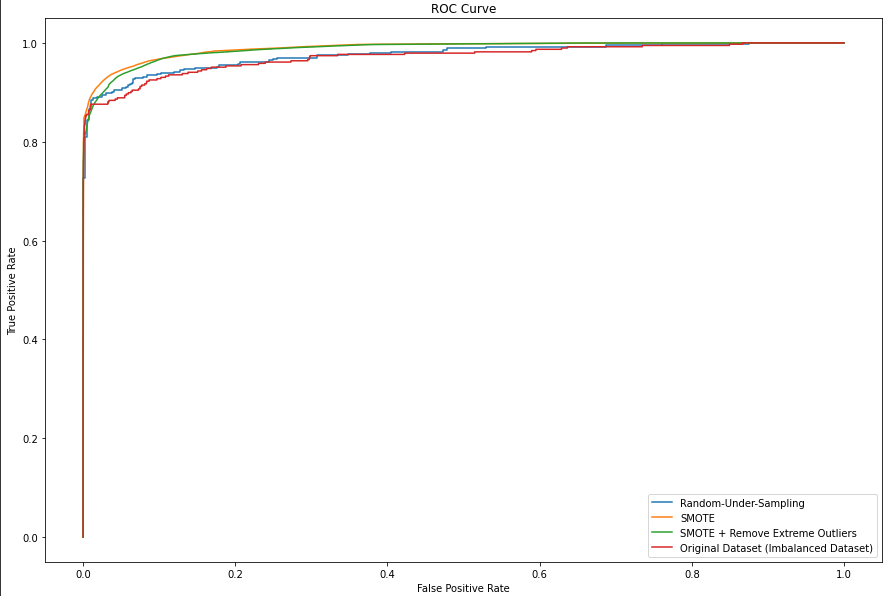 ROC Curve
1.0
0.8
0.6
0.4
0.2
0.0
True Positive Rate
Random-Under-Sampling
SMOTE
SMOTE + Remove Extreme Outliers
Original Dataset (Imbalanced Dataset)
0.0 0.2 0.4 0.6 0.8 1.0
False Positive Rate